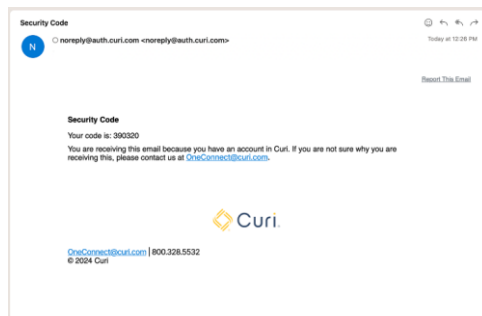 Security Code
N
noreply@auth.curi.com <noreply@auth.curi.com>
Today at 12:28 PM
Report This Email
Security Code
Your code is: 390320
You are receiving this email because you have an account in Curi. If you are not sure why you are
receiving this, please contact us at OneConnect@curi.com.
Curi.
OneConnect@curi.com | 800.328.5532
© 2024 Curi